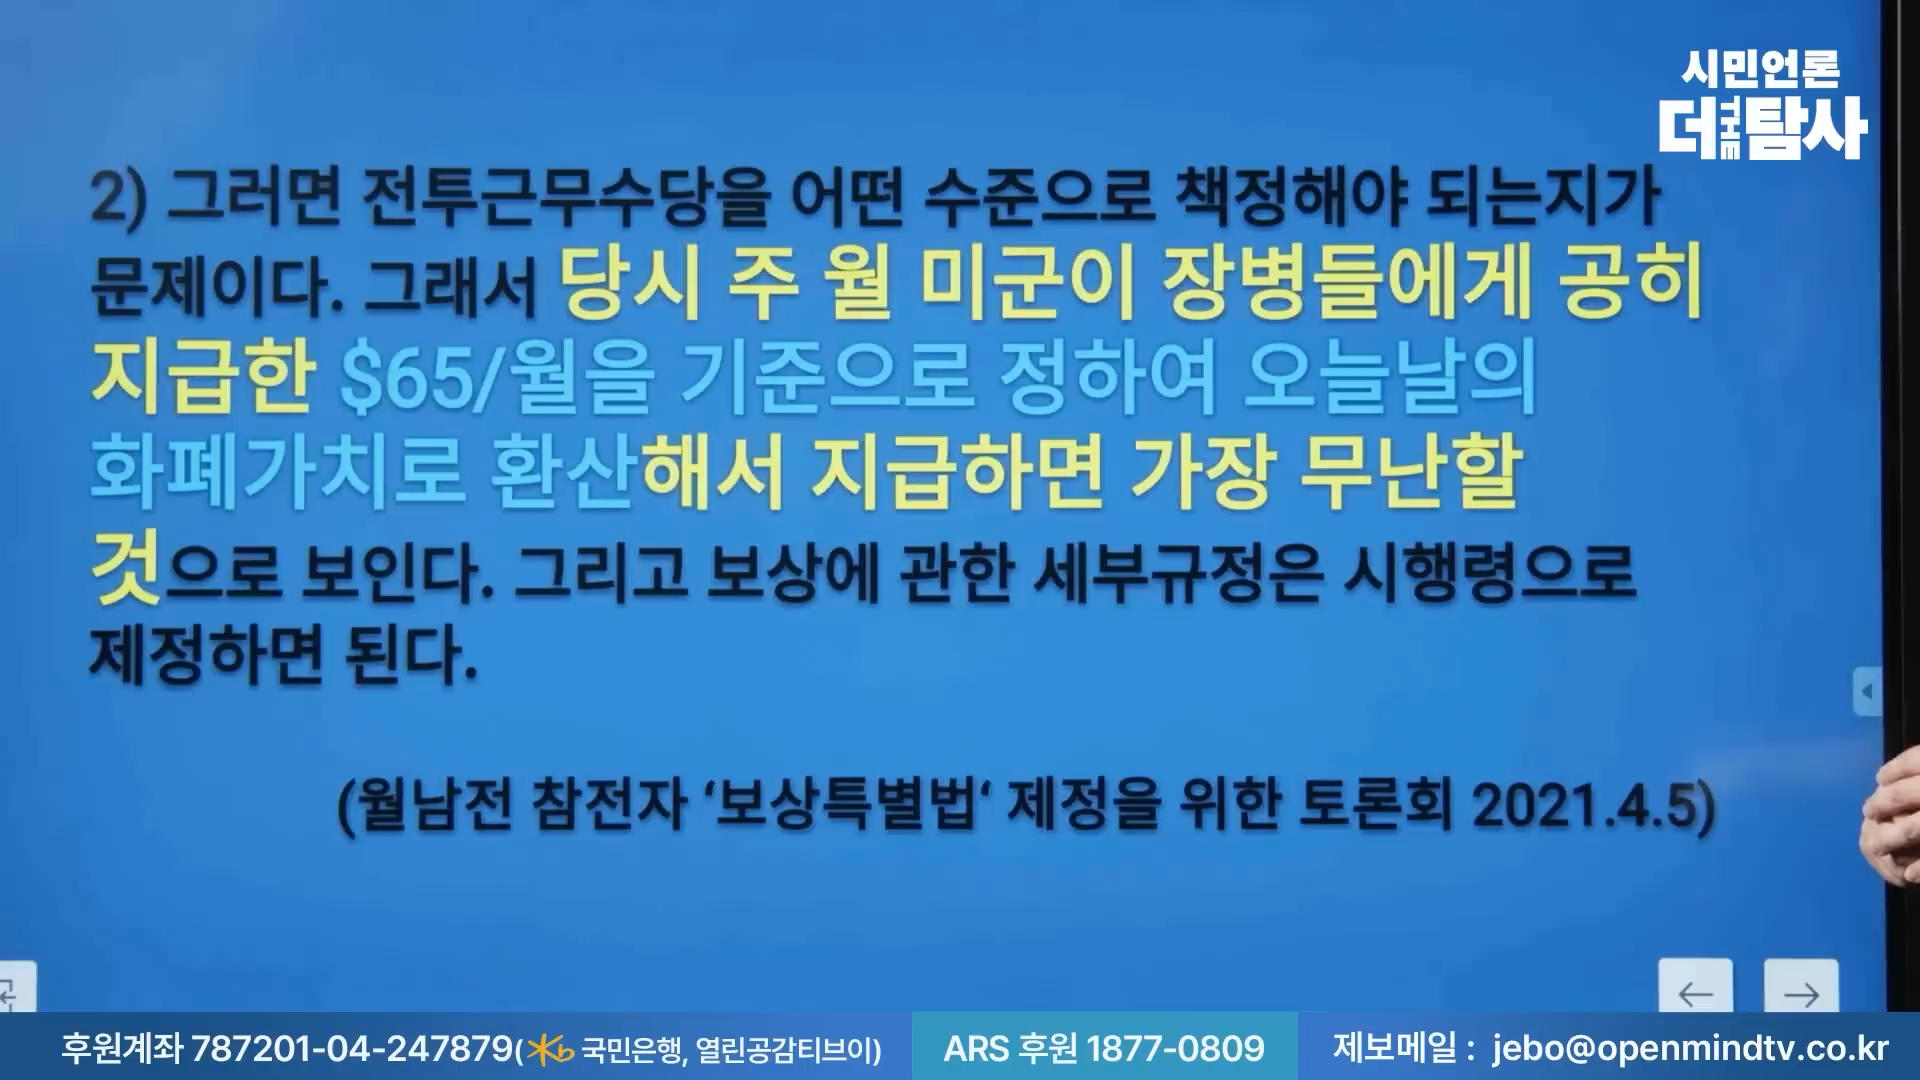 시민언론
더탐사
2) 그러면 전투근무수당을 어떤 수준으로 책정해야 되는지가
문제이다. 그래서 당시 주 월 미군이 장병들에게 공히
지급한 $65/월을 기준으로 정하여 오늘날의
화폐가치로 환산해서 지급하면 가장 무난할
것으로 보인다. 그리고 보상에 관한 세부규정은 시행령으로
제정하면 된다.
(월남전 참전자 ‘보상특별법‘ 제정을 위한 토론회 2021.4.5)
후원계좌 787201-04-247879( Kb 국민은행, 열린공감티브이)
ARS 후원 1877-0809
제보메일 : jebo@openmindtv.co.kr